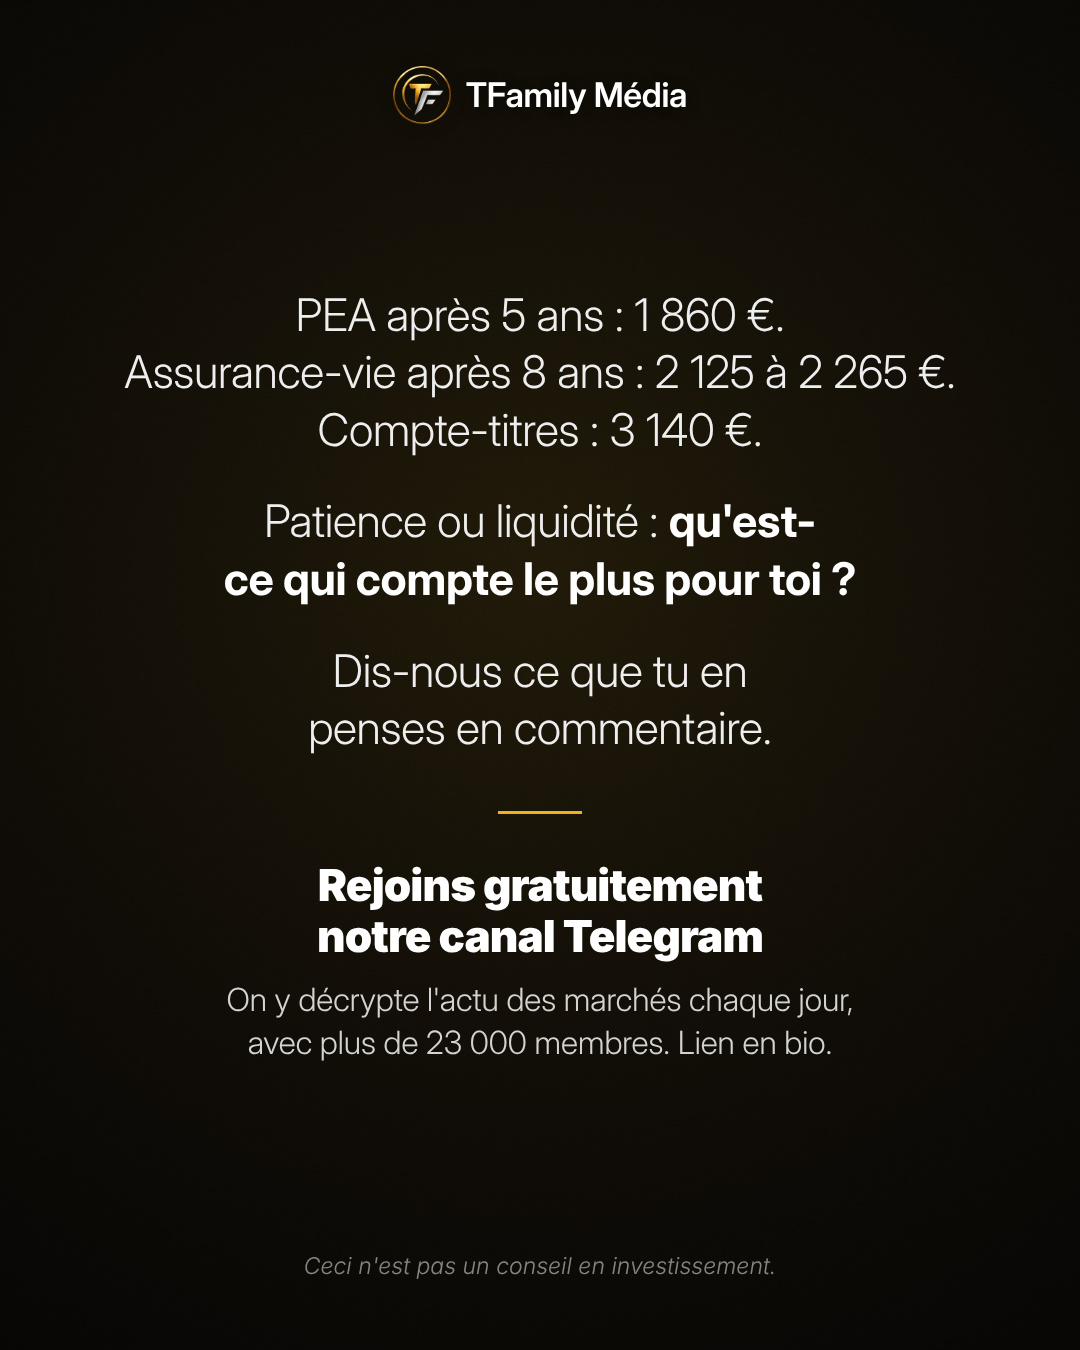 TF TFamily Média
PEA après 5 ans : 1 860 €.
Assurance-vie après 8 ans : 2 125 à 2 265 €.
Compte-titres : 3 140 €.
Patience ou liquidité : qu'est-
ce qui compte le plus pour toi ?
Dis-nous ce que tu en
penses en commentaire.
Rejoins gratuitement
notre canal Telegram
On y décrypte l'actu des marchés chaque jour,
avec plus de 23 000 membres. Lien en bio.
Ceci n'est pas un conseil en investissement.